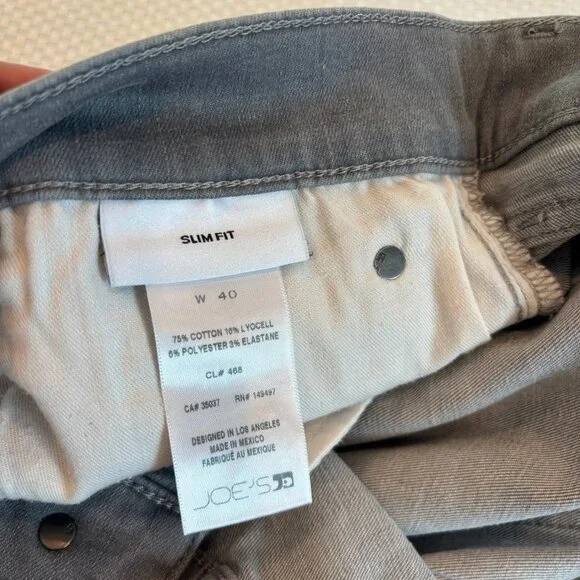 SLIM FIT
W 40
75% COTTON 16% LYOCELL
6% POLYESTER 3% ELASTANE
CL# 468
CA# 35037 RN# 149497
DESIGNED IN LOS ANGELES
MADE IN MEXICO
FABRIQUÉ AU MEXIQUE
JOE'S